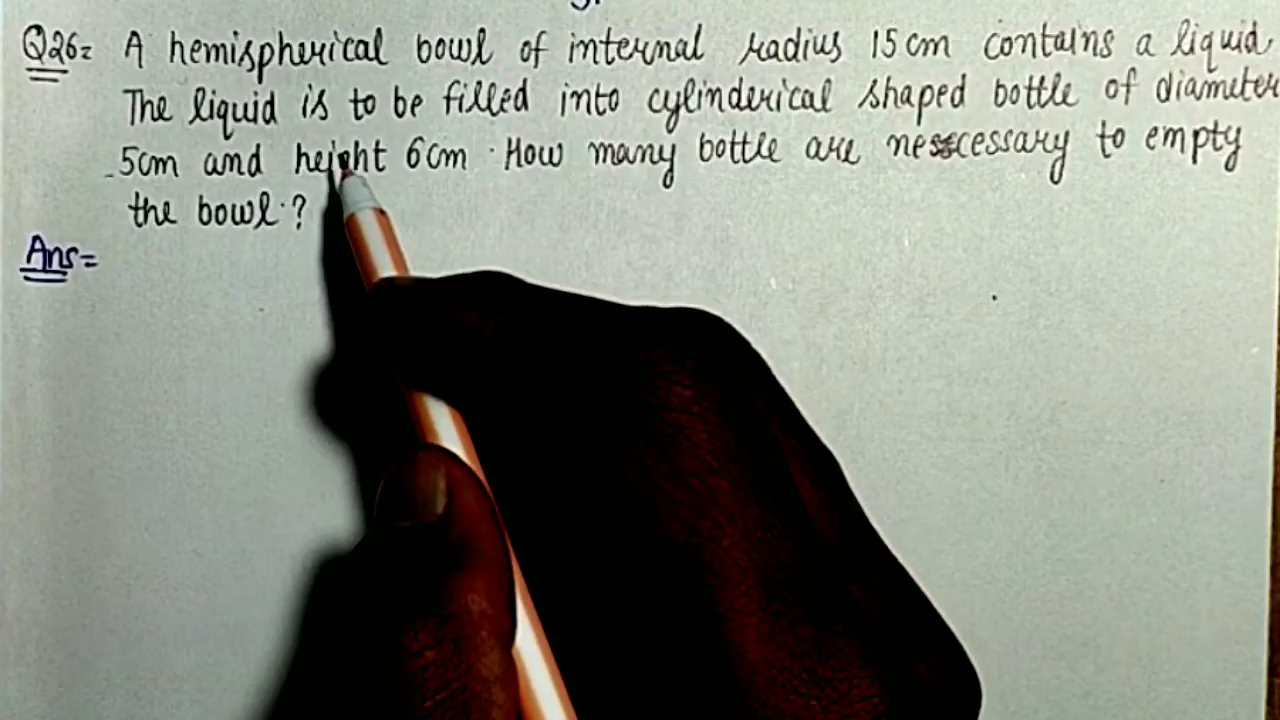 Q26= A hemispherical bowl of internal radius 15cm contains a liquid.
The liquid is to be filled into cylinderical shaped bottle of diameter
5cm and height 6cm. How many bottle are nesscessary to empty
the bowl.?
Ans=